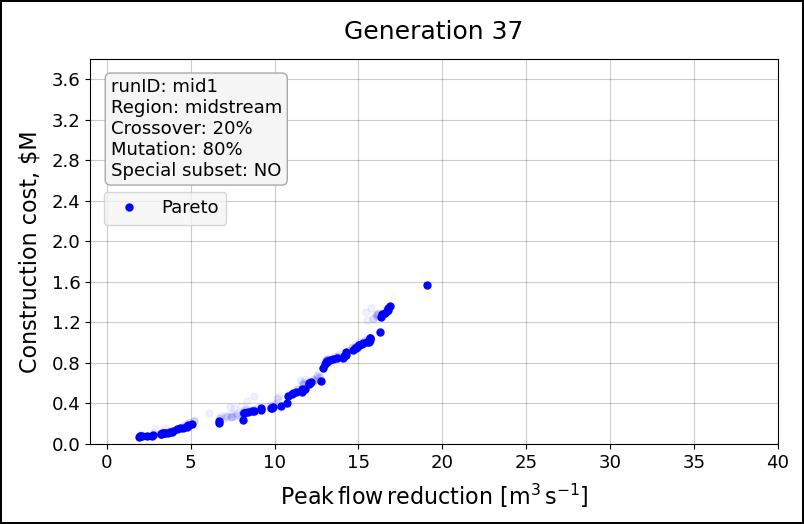 Generation 37
runID: mid1
Region: midstream
Crossover: 20%
Mutation: 80%
Special subset: NO
Pareto
Construction cost, $M
3.6
3.2
2.8
2.4
2.0
1.6
1.2
0.8
0.4
0.0
0 5 10 15 20 25 30 35 40
Peak flow reduction [m³ s⁻¹]